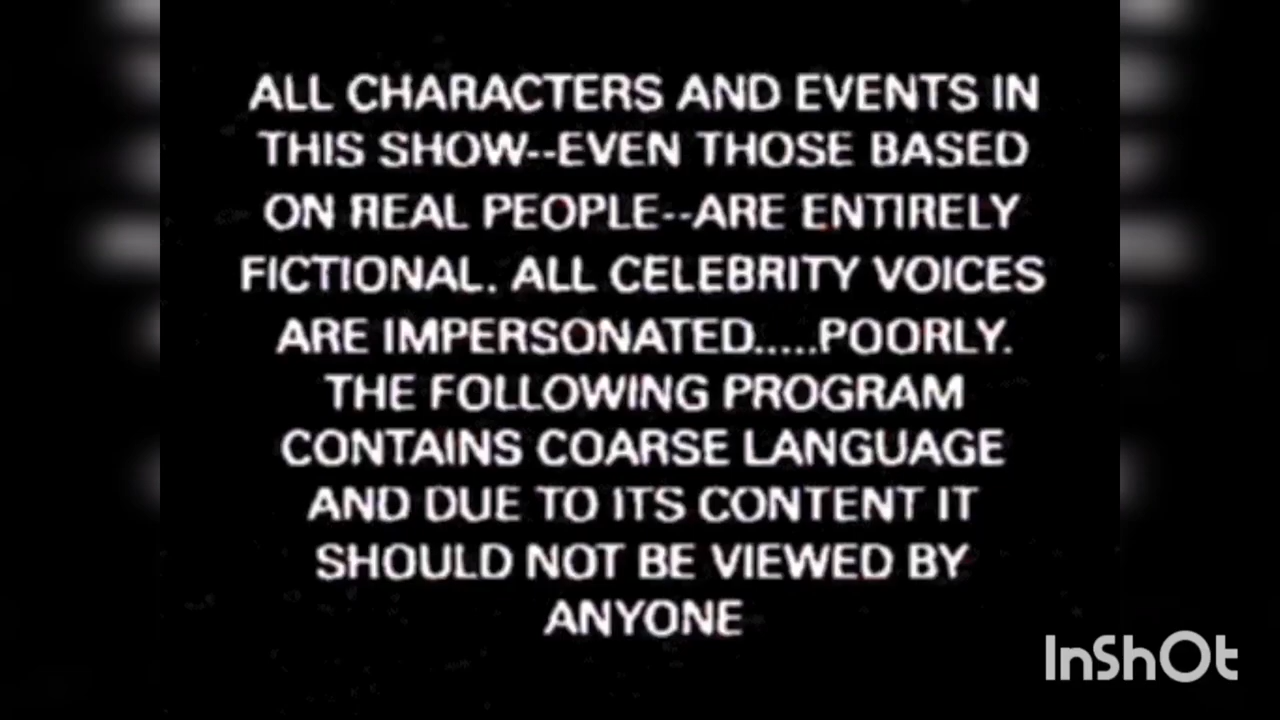 ALL CHARACTERS AND EVENTS IN
THIS SHOW--EVEN THOSE BASED
ON REAL PEOPLE--ARE ENTIRELY
FICTIONAL. ALL CELEBRITY VOICES
ARE IMPERSONATED.....POORLY.
THE FOLLOWING PROGRAM
CONTAINS COARSE LANGUAGE
AND DUE TO ITS CONTENT IT
SHOULD NOT BE VIEWED BY
ANYONE
InShOt